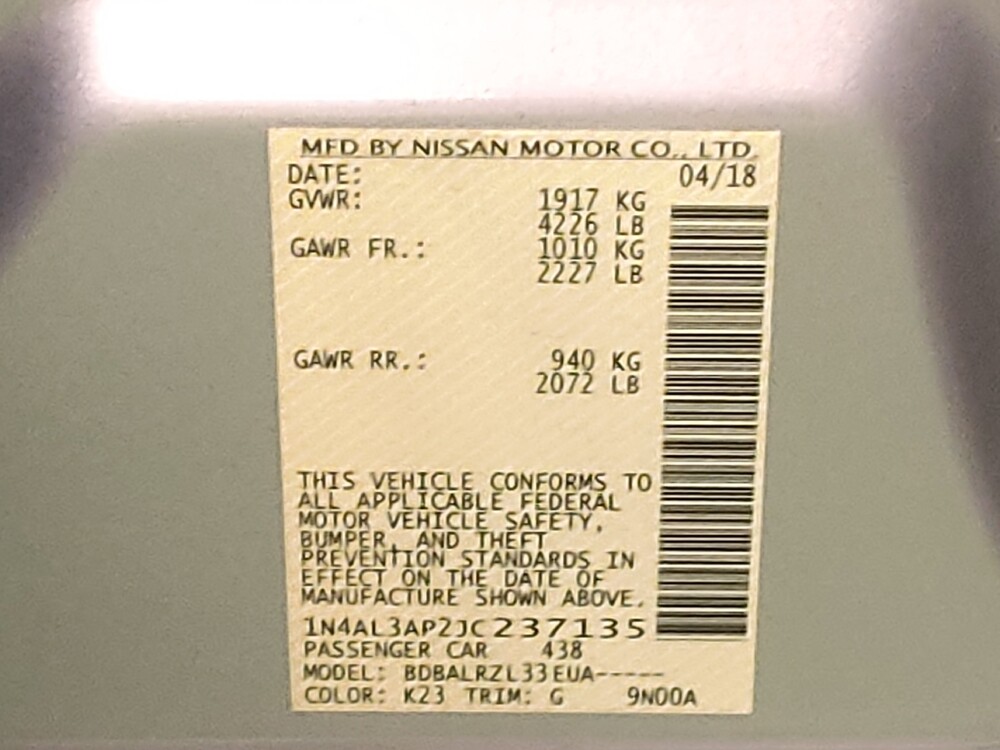 MFD BY NISSAN MOTOR CO., LTD.
DATE: 04/18
GVWR: 1917 KG
4226 LB
GAWR FR.: 1010 KG
2227 LB
GAWR RR.: 940 KG
2072 LB
THIS VEHICLE CONFORMS TO
ALL APPLICABLE FEDERAL
MOTOR VEHICLE SAFETY,
BUMPER, AND THEFT
PREVENTION STANDARDS IN
EFFECT ON THE DATE OF
MANUFACTURE SHOWN ABOVE.
1N4AL3AP2JC237135
PASSENGER CAR 438
MODEL: BDBALRZL33EUA-----
COLOR: K23 TRIM: G 9N00A